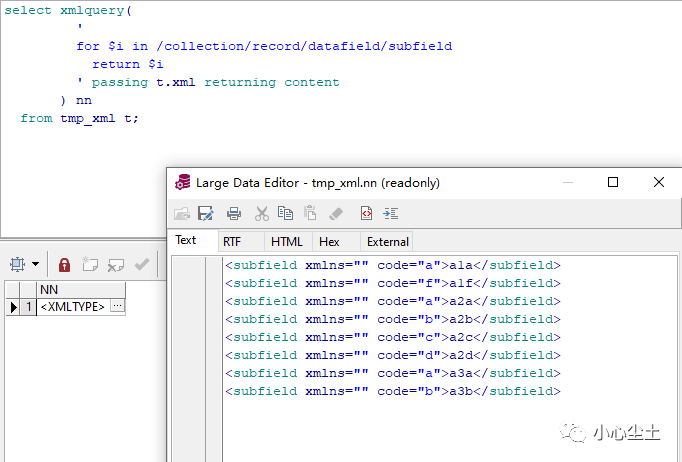 select xmlquery(
'
for $i in /collection/record/datafield/subfield
return $i
' passing t.xml returning content
) nn
from tmp_xml t;
Large Data Editor - tmp_xml.nn (readonly)
Text RTF HTML Hex External
<subfield xmlns="" code="a">a1a</subfield>
<subfield xmlns="" code="f">a1f</subfield>
<subfield xmlns="" code="a">a2a</subfield>
<subfield xmlns="" code="b">a2b</subfield>
<subfield xmlns="" code="c">a2c</subfield>
<subfield xmlns="" code="d">a2d</subfield>
<subfield xmlns="" code="a">a3a</subfield>
<subfield xmlns="" code="b">a3b</subfield>
NN
1 <XMLTYPE> ...
小心尘土